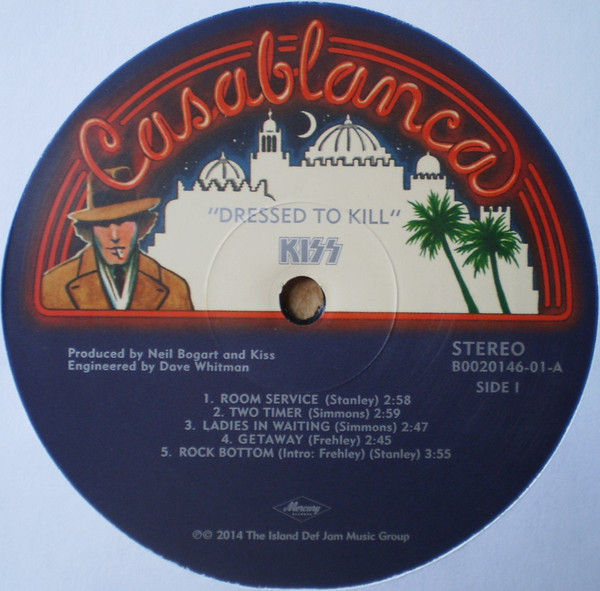 Casablanca
"DRESSED TO KILL"
KISS
Produced by Neil Bogart and Kiss
Engineered by Dave Whitman
STEREO
B0020146-01-A
SIDE I
1. ROOM SERVICE (Stanley) 2:58
2. TWO TIMER (Simmons) 2:59
3. LADIES IN WAITING (Simmons) 2:47
4. GETAWAY (Frehley) 2:45
5. ROCK BOTTOM (Intro: Frehley) (Stanley) 3:55
Mercury
RECORDS
℗© 2014 The Island Def Jam Music Group